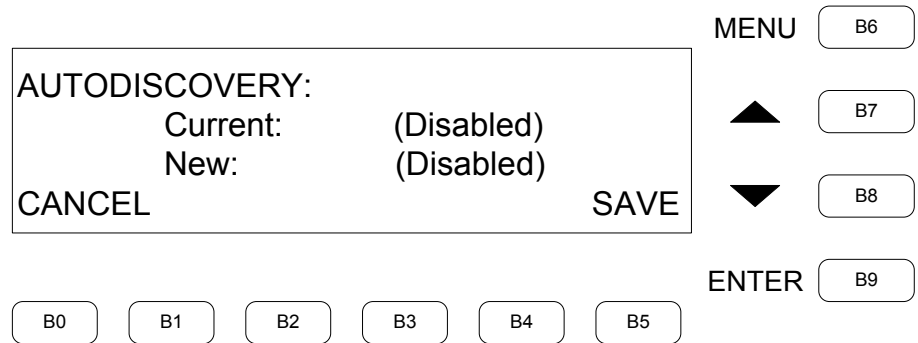 MENU B6
AUTODISCOVERY:
Current: (Disabled)
B7
New: (Disabled)
CANCEL SAVE
B8
ENTER B9
B0 B1 B2 B3 B4 B5